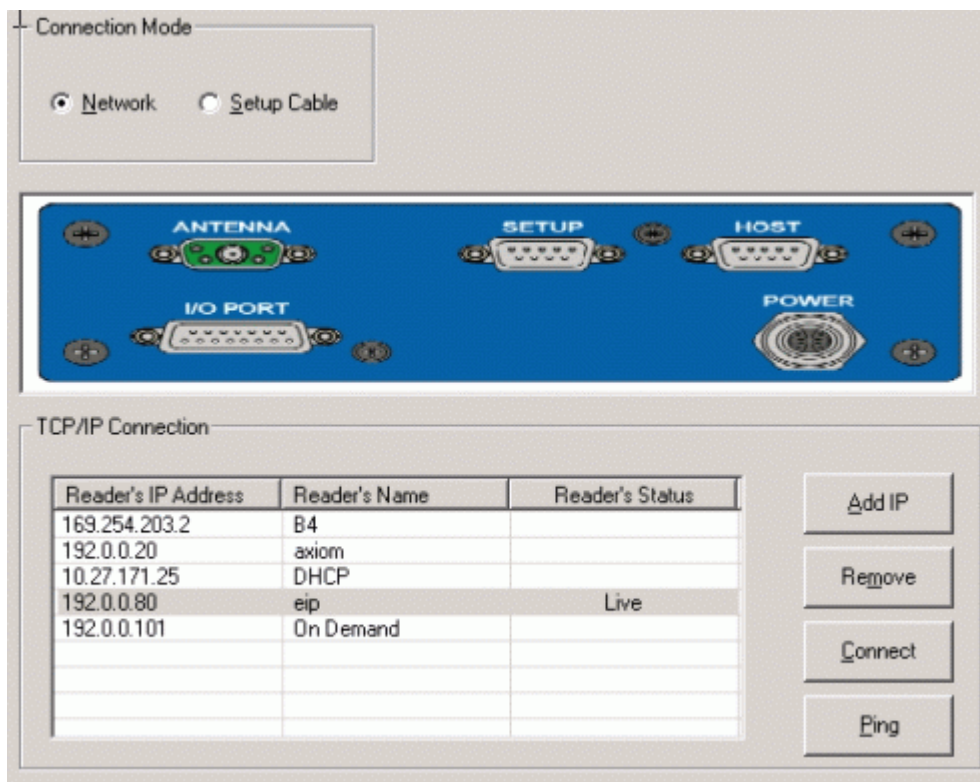 Connection Mode
Network Setup Cable
ANTENNA SETUP HOST
I/O PORT POWER
TCP/IP Connection
Reader's IP Address Reader's Name Reader's Status
169.254.203.2 B4
192.0.0.20 axiom
10.27.171.25 DHCP
192.0.0.80 eip Live
192.0.0.101 On Demand
Add IP
Remove
Connect
Ping